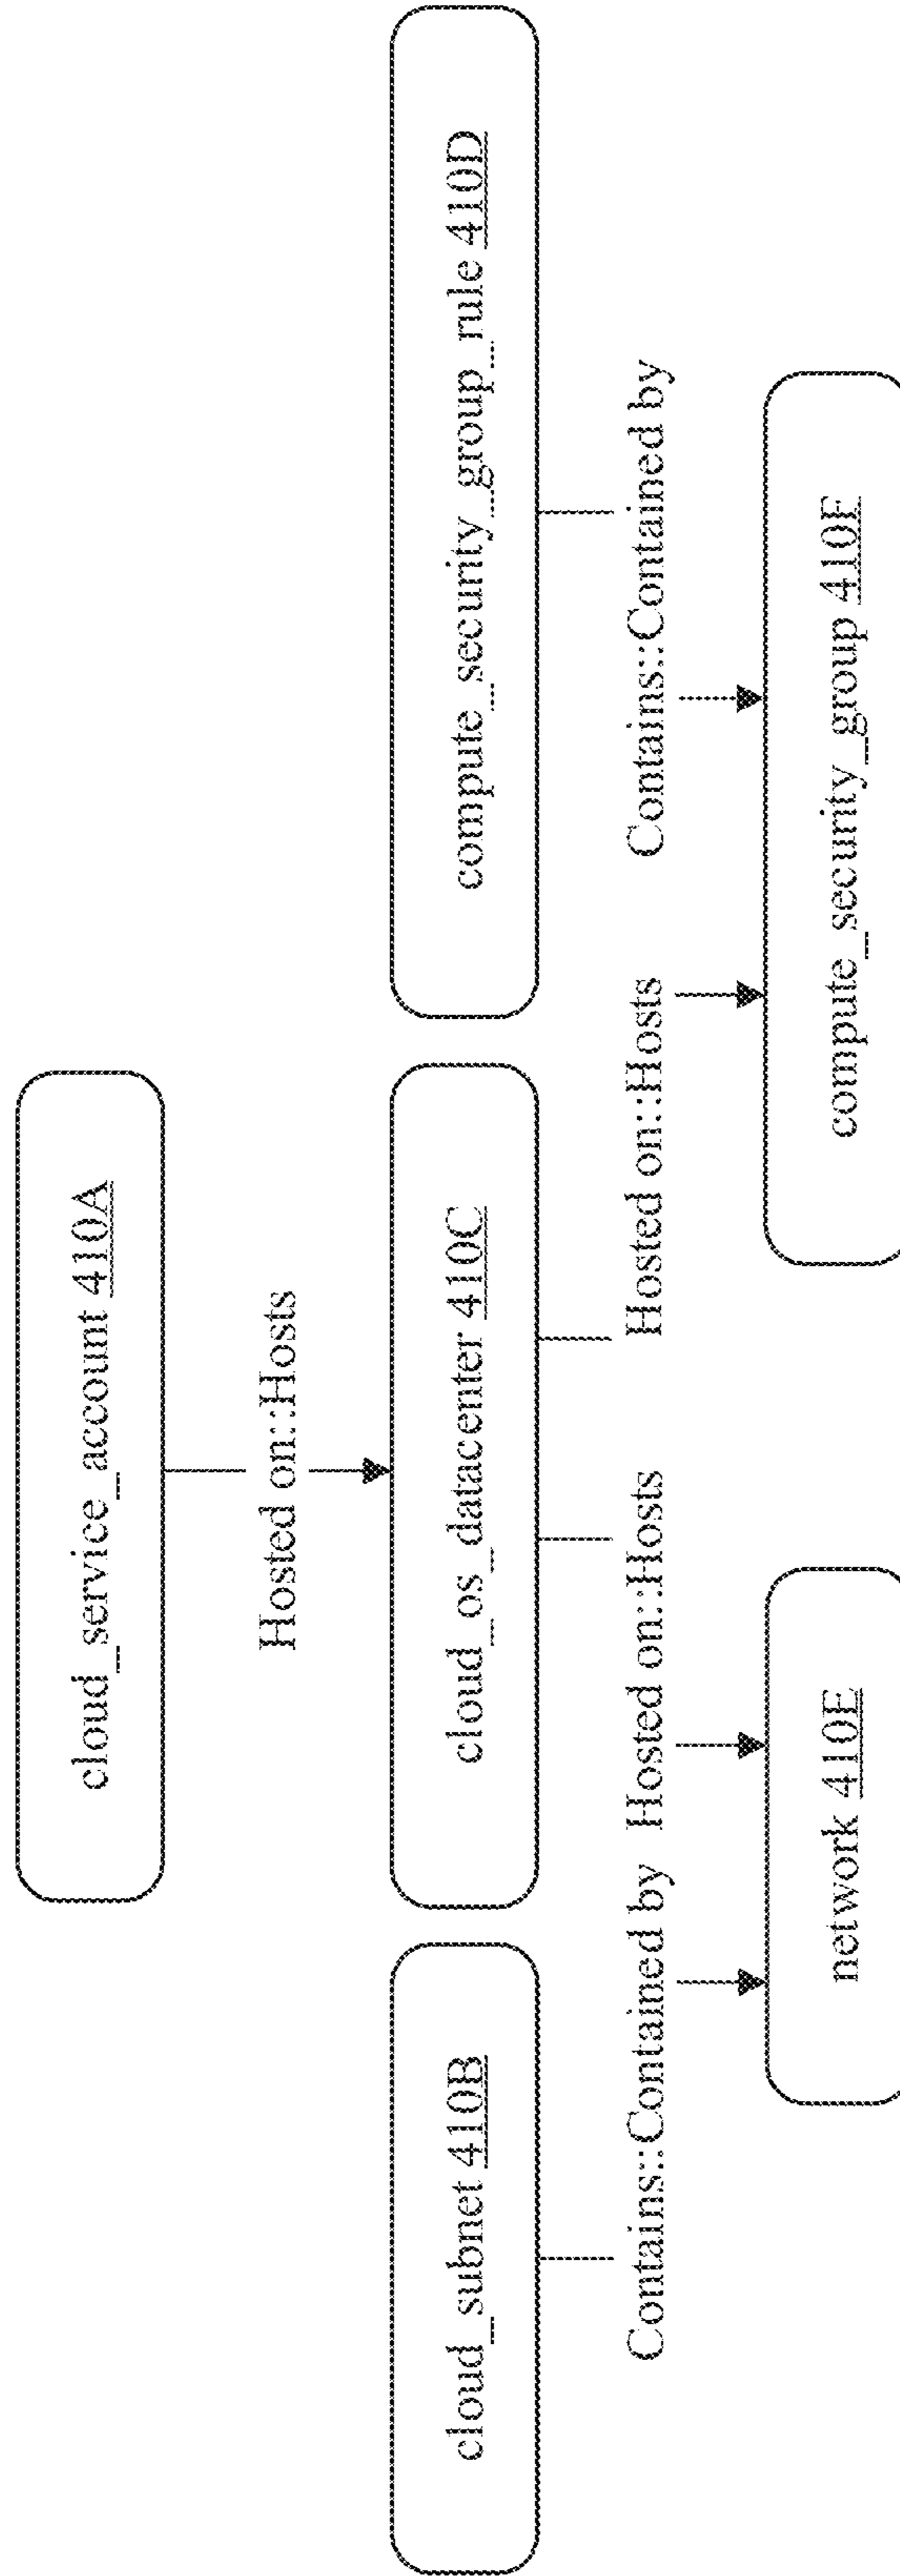 cloud_service_account 410A
Hosted on::Hosts
cloud_subnet 410B
cloud_os_datacenter 410C
compute_security_group_rule 410D
Contains::Contained by
Hosted on::Hosts
Hosted on::Hosts
Contains::Contained by
network 410E
compute_security_group 410F